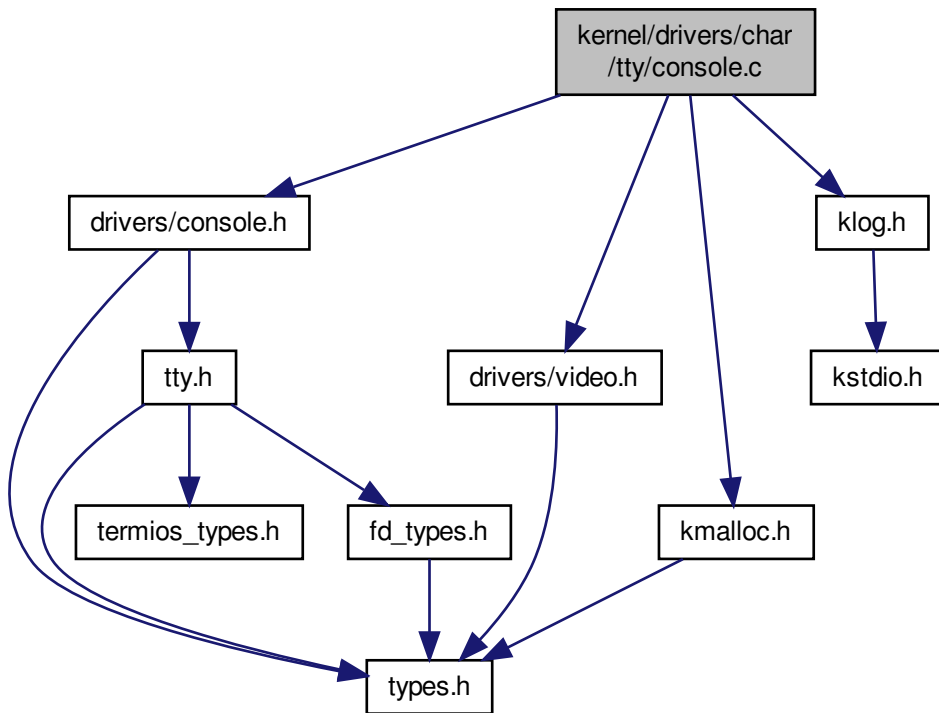 kernel/drivers/char
/tty/console.c
drivers/console.h
klog.h
tty.h
drivers/video.h
kstdio.h
termios_types.h
fd_types.h
kmalloc.h
types.h